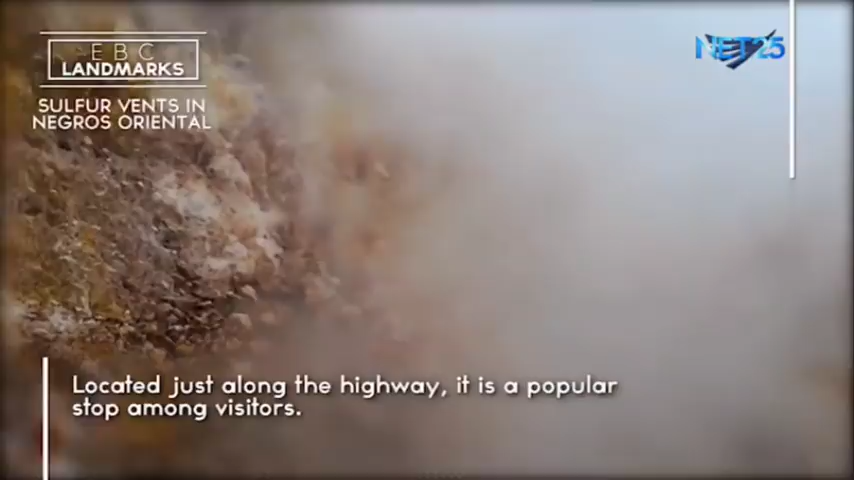 EBC
LANDMARKS
SULFUR VENTS IN
NEGROS ORIENTAL
NET25
Located just along the highway, it is a popular
stop among visitors.